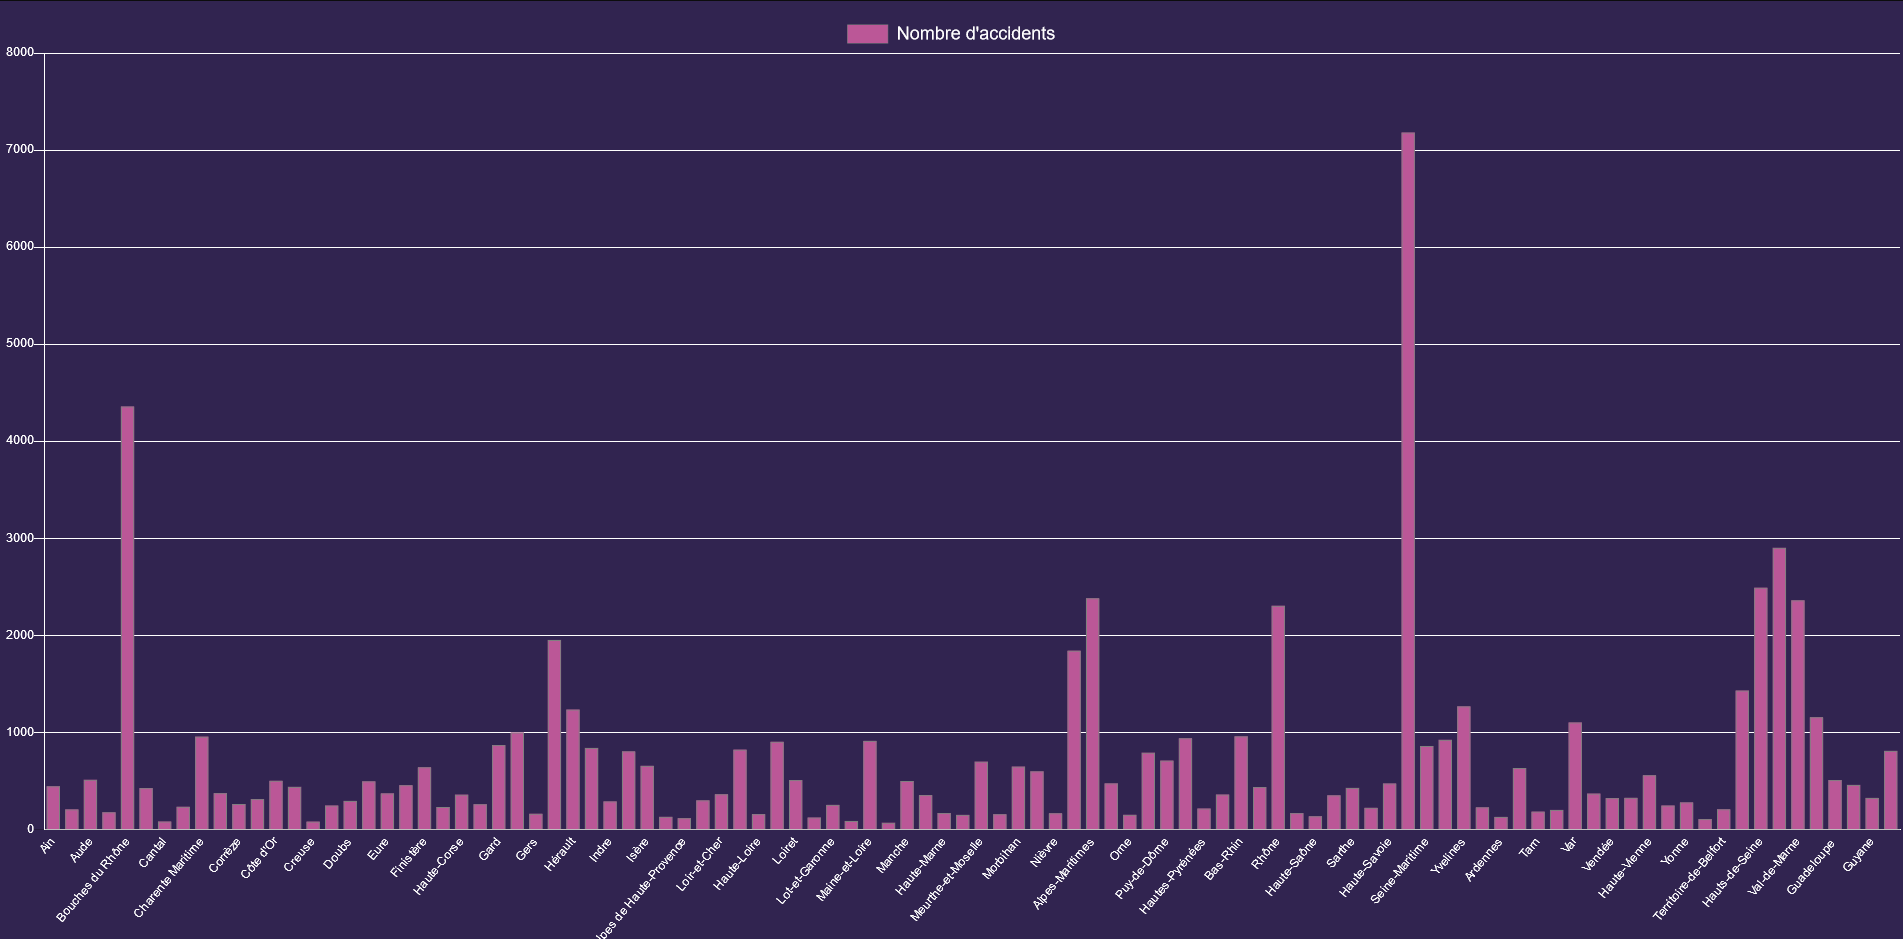 Nombre d'accidents
8000
7000
6000
5000
4000
3000
2000
1000
0
Ain
Aude
Bouches du Rhône
Cantal
Charente Maritime
Corrèze
Côte d'Or
Creuse
Doubs
Eure
Finistère
Haute-Corse
Gard
Gers
Hérault
Indre
Isère
lpes de Haute-Provence
Loir-et-Cher
Haute-Loire
Loiret
Lot-et-Garonne
Maine-et-Loire
Manche
Haute-Marne
Meurthe-et-Moselle
Morbihan
Nièvre
Alpes-Maritimes
Orne
Puy-de-Dôme
Hautes-Pyrénées
Bas-Rhin
Rhône
Haute-Saône
Sarthe
Haute-Savoie
Seine-Maritime
Yvelines
Ardennes
Tarn
Var
Vendée
Haute-Vienne
Yonne
Territoire-de-Belfort
Hauts-de-Seine
Val-de-Marne
Guadeloupe
Guyane